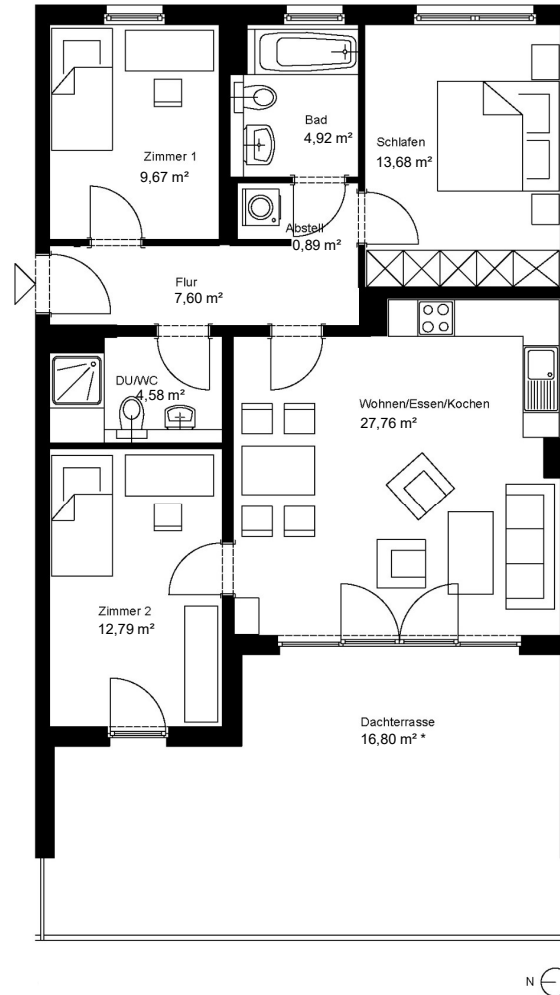 Bad
4,92 m²
Schlafen
13,68 m²
Zimmer 1
9,67 m²
Abstell
0,89 m²
Flur
7,60 m²
DU/WC
4,58 m²
Wohnen/Essen/Kochen
27,76 m²
Zimmer 2
12,79 m²
Dachterrasse
16,80 m² *
N